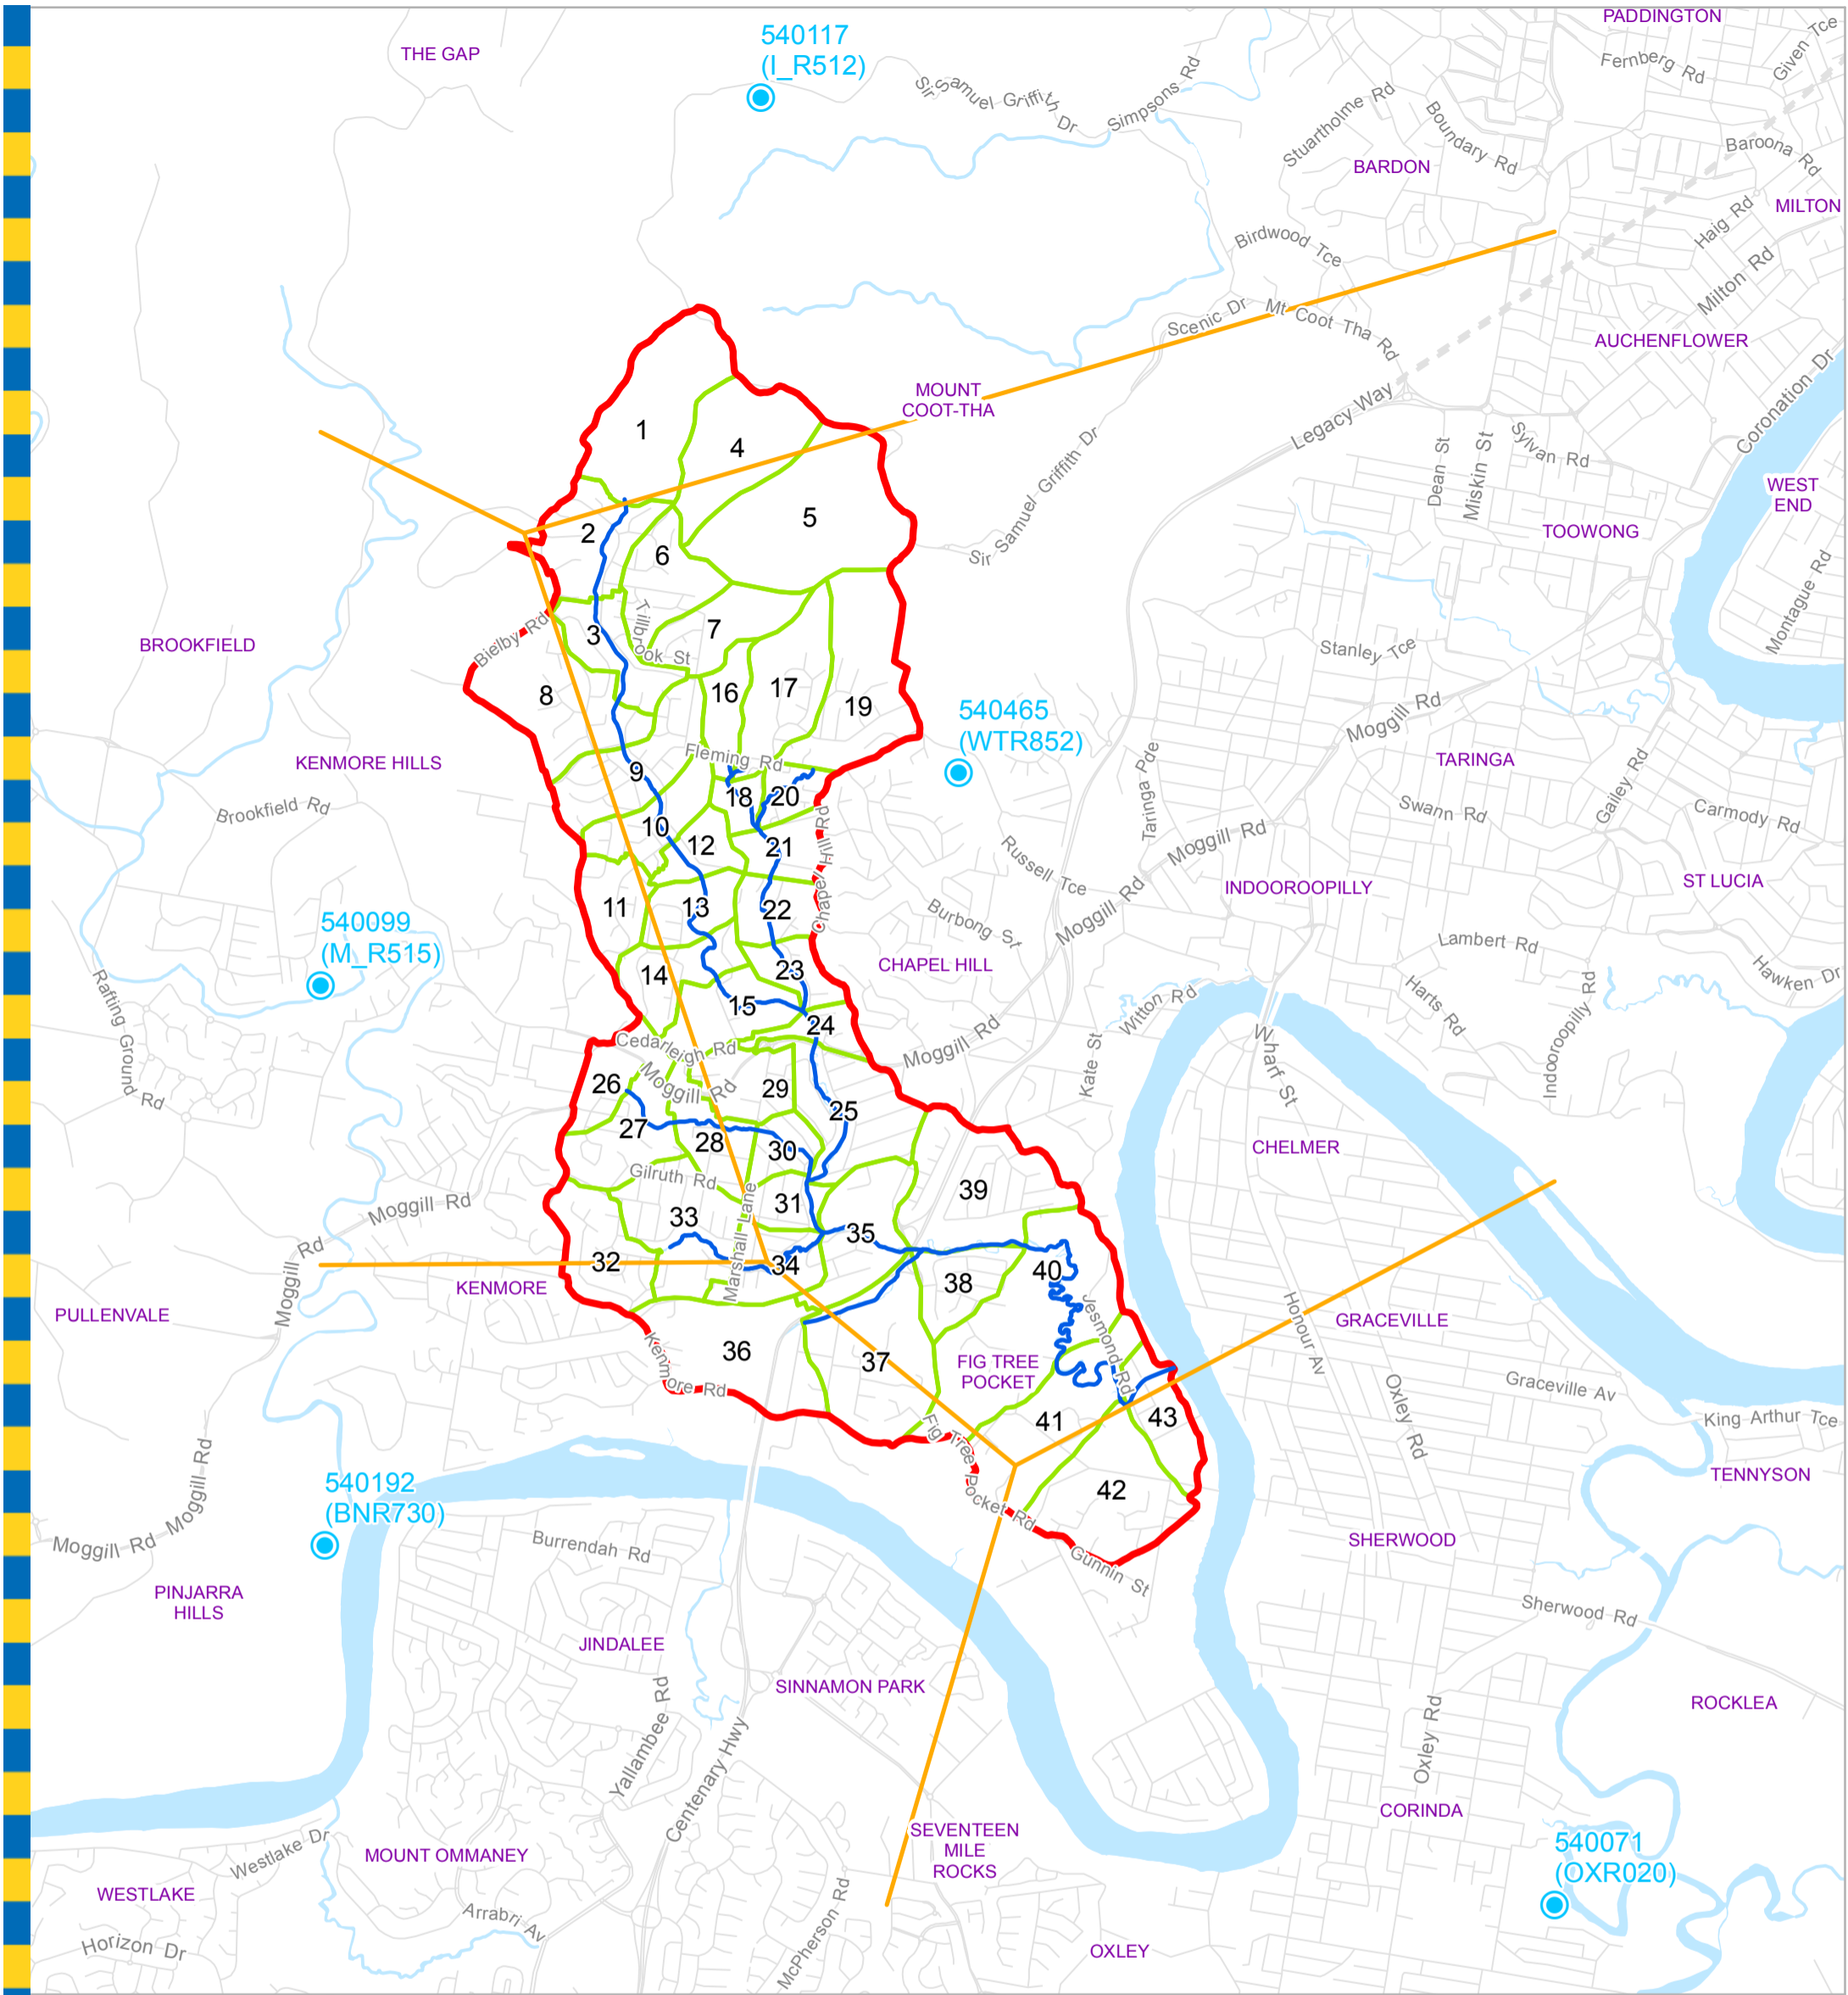 PADDINGTON
540117
(I_R512)
THE GAP
Given Tce
Fernberg Rd
Sir Samuel Griffith Dr
Simpsons Rd
Stuartholme Rd
Boundary Rd
Baroona Rd
BARDON
MILTON
Haig Rd
Birdwood Tce
Milton Rd
Scenic Dr
Mt Coot Tha Rd
AUCHENFLOWER
MOUNT
COOT-THA
Coronation Dr
Legacy Way
1
4
Sylvan Rd
Dean St
Miskin St
WEST
END
5
2
6
Sir Samuel Griffith Dr
TOOWONG
Montague Rd
Tillbrook St
7
3
Bielby Rd
BROOKFIELD
Stanley Tce
8
16
17
19
540465
(WTR852)
Moggill Rd
KENMORE HILLS
Fleming Rd
TARINGA
9
18
20
Taringa Pde
Gailey Rd
Brookfield Rd
Swann Rd
Carmody Rd
10
12
21
Chapel Hill Rd
Moggill Rd
Russell Tce
INDOOROOPILLY
ST LUCIA
11
13
22
540099
(M_R515)
Burbong St
Moggill Rd
Lambert Rd
CHAPEL HILL
14
23
Hawken Dr
Rafting Ground Rd
15
24
Witton Rd
Harts Rd
Indooroopilly Rd
Cedarleigh Rd
Moggill Rd
Kate St
Wharf St
26
Moggill Rd
29
25
27
28
30
CHELMER
Gilruth Rd
39
Moggill Rd
33
31
Marshall Lane
35
32
34
40
38
KENMORE
Moggill Rd
PULLENVALE
Jesmond Rd
Honour Av
GRACEVILLE
36
37
Kenmore Rd
FIG TREE
POCKET
Graceville Av
Oxley Rd
King Arthur Tce
41
43
Fig Tree Pocket Rd
540192
(BNR730)
42
TENNYSON
Moggill Rd
Moggill Rd
Burrendah Rd
SHERWOOD
Gunnin St
PINJARRA
HILLS
Sherwood Rd
JINDALEE
SINNAMON PARK
ROCKLEA
Yallambee Rd
Centenary Hwy
Oxley Rd
CORINDA
SEVENTEEN
MILE
ROCKS
540071
(OXR020)
Westlake Dr
MOUNT OMMANEY
WESTLAKE
Arrabri Av
McPherson Rd
Horizon Dr
OXLEY